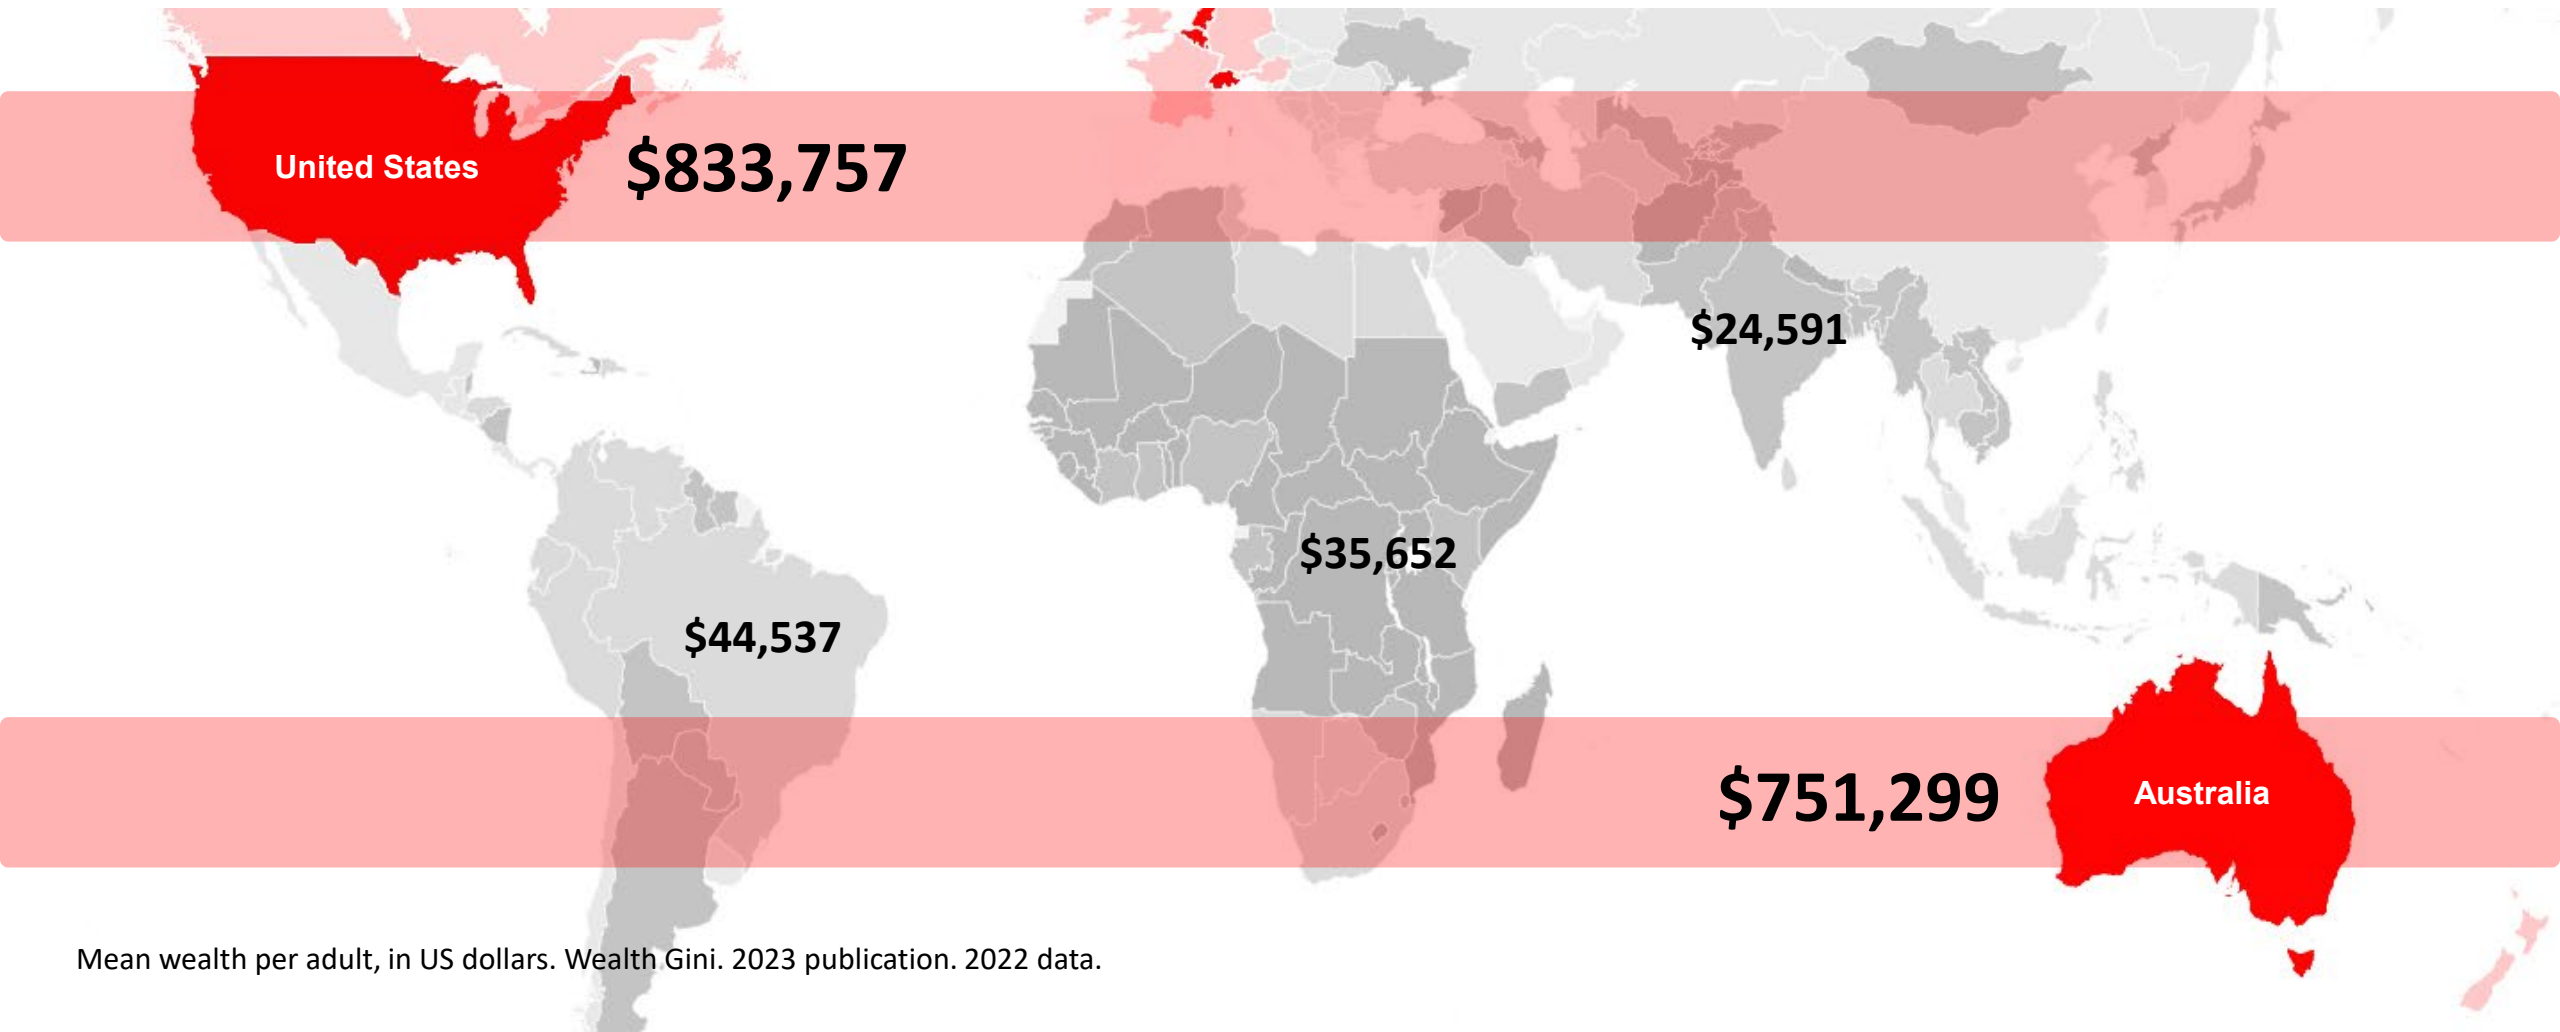 United States
$833,757
$24,591
$35,652
$44,537
$751,299
Australia
Mean wealth per adult, in US dollars. Wealth Gini. 2023 publication. 2022 data.